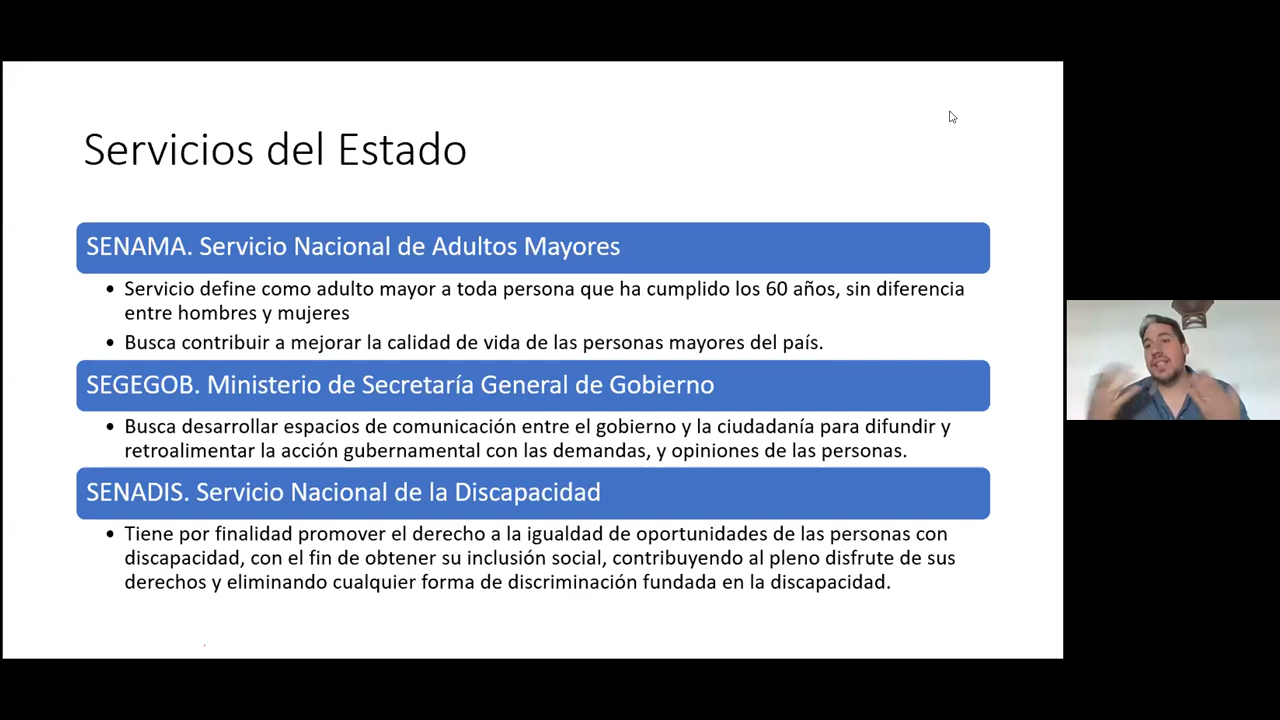 Servicios del Estado
SENAMA. Servicio Nacional de Adultos Mayores
• Servicio define como adulto mayor a toda persona que ha cumplido los 60 años, sin diferencia
entre hombres y mujeres
• Busca contribuir a mejorar la calidad de vida de las personas mayores del país.
SEGEGOB. Ministerio de Secretaría General de Gobierno
• Busca desarrollar espacios de comunicación entre el gobierno y la ciudadanía para difundir y
retroalimentar la acción gubernamental con las demandas, y opiniones de las personas.
SENADIS. Servicio Nacional de la Discapacidad
• Tiene por finalidad promover el derecho a la igualdad de oportunidades de las personas con
discapacidad, con el fin de obtener su inclusión social, contribuyendo al pleno disfrute de sus
derechos y eliminando cualquier forma de discriminación fundada en la discapacidad.